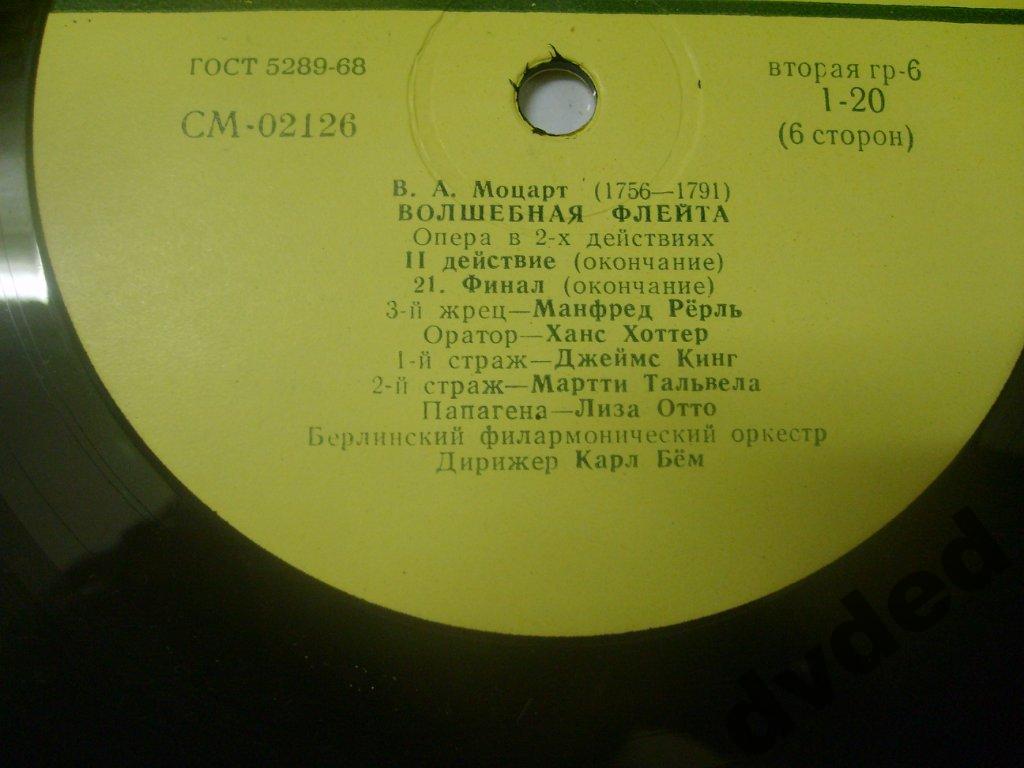 ГОСТ 5289-68
СМ-02126
вторая гр-6
1-20
(6 сторон)
В. А. Моцарт (1756—1791)
ВОЛШЕБНАЯ ФЛЕЙТА
Опера в 2-х действиях
II действие (окончание)
21. Финал (окончание)
3-й жрец—Манфред Рёрль
Оратор—Ханс Хоттер
1-й страж—Джеймс Кинг
2-й страж—Мартти Тальвела
Папагена—Лиза Отто
Берлинский филармонический оркестр
Дирижер Карл Бём
dvded